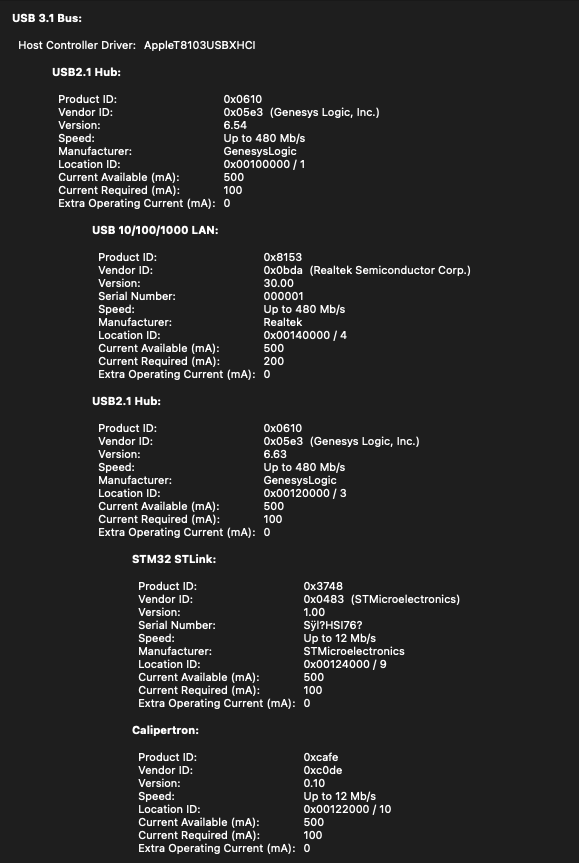 USB 3.1 Bus:
Host Controller Driver: AppleT8103USBXHCI
USB2.1 Hub:
Product ID: 0x0610
Vendor ID: 0x05e3 (Genesys Logic, Inc.)
Version: 6.54
Speed: Up to 480 Mb/s
Manufacturer: GenesysLogic
Location ID: 0x00100000 / 1
Current Available (mA): 500
Current Required (mA): 100
Extra Operating Current (mA): 0
USB 10/100/1000 LAN:
Product ID: 0x8153
Vendor ID: 0x0bda (Realtek Semiconductor Corp.)
Version: 30.00
Serial Number: 000001
Speed: Up to 480 Mb/s
Manufacturer: Realtek
Location ID: 0x00140000 / 4
Current Available (mA): 500
Current Required (mA): 200
Extra Operating Current (mA): 0
USB2.1 Hub:
Product ID: 0x0610
Vendor ID: 0x05e3 (Genesys Logic, Inc.)
Version: 6.63
Speed: Up to 480 Mb/s
Manufacturer: GenesysLogic
Location ID: 0x00120000 / 3
Current Available (mA): 500
Current Required (mA): 100
Extra Operating Current (mA): 0
STM32 STLink:
Product ID: 0x3748
Vendor ID: 0x0483 (STMicroelectronics)
Version: 1.00
Serial Number: Sÿl?HSI76?
Speed: Up to 12 Mb/s
Manufacturer: STMicroelectronics
Location ID: 0x00124000 / 9
Current Available (mA): 500
Current Required (mA): 100
Extra Operating Current (mA): 0
Calipertron:
Product ID: 0xcafe
Vendor ID: 0xc0de
Version: 0.10
Speed: Up to 12 Mb/s
Location ID: 0x00122000 / 10
Current Available (mA): 500
Current Required (mA): 100
Extra Operating Current (mA): 0